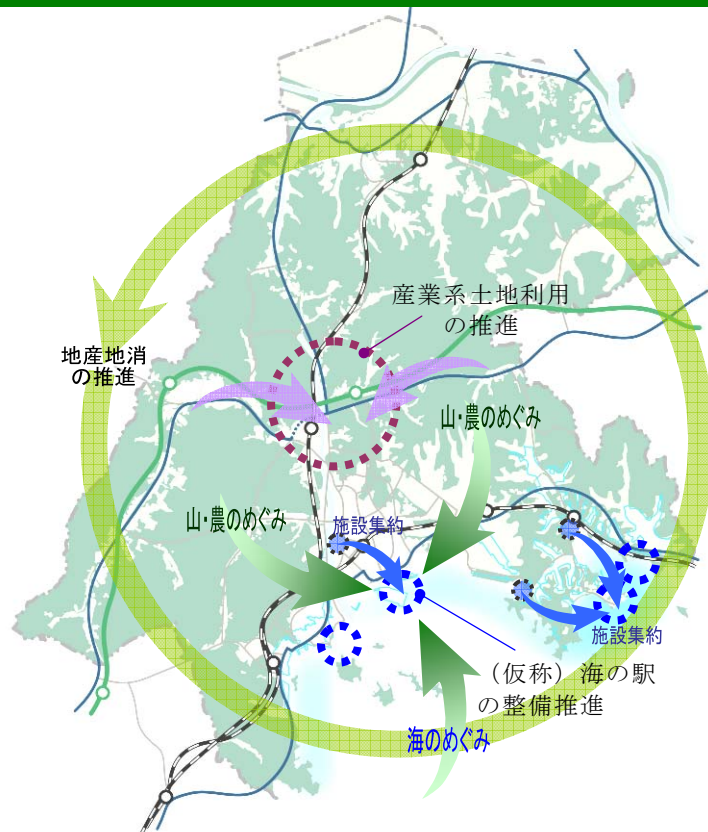 産業系土地利用
の推進
地産地消
の推進
山・農のめぐみ
山・農のめぐみ
施設集約
施設集約
(仮称)海の駅
の整備推進
海のめぐみ